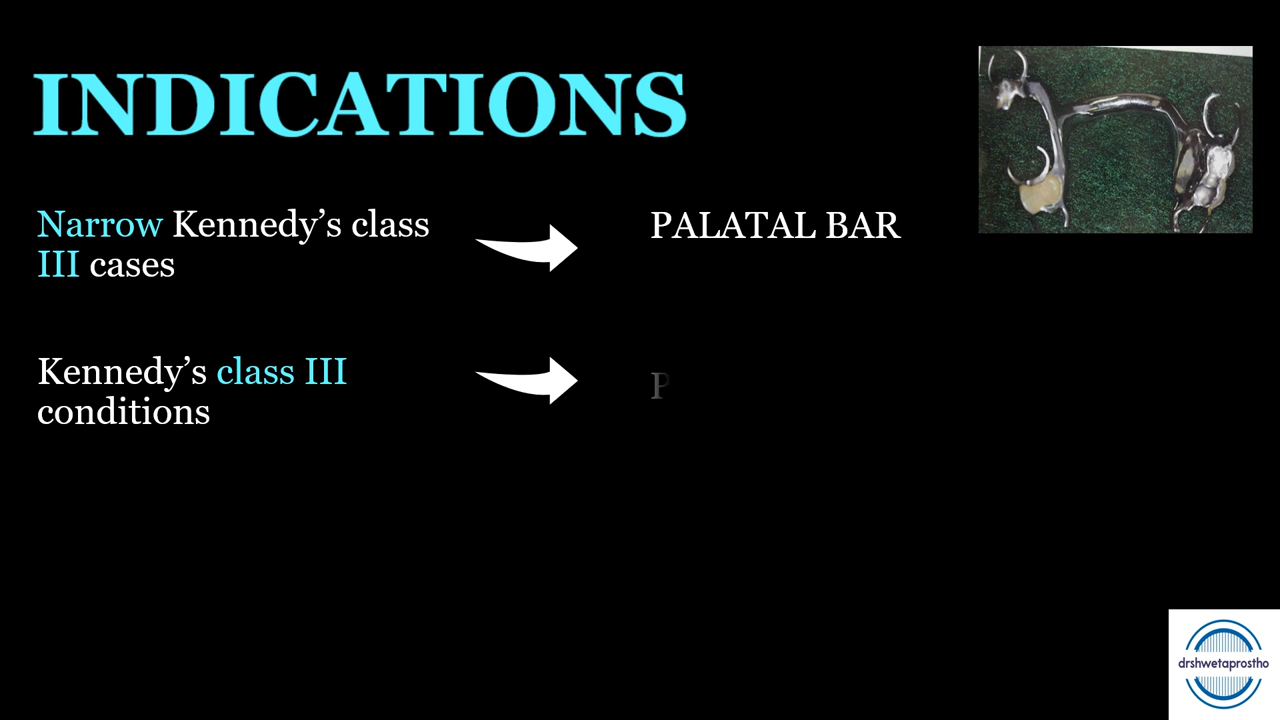 INDICATIONS
Narrow Kennedy’s class
III cases
PALATAL BAR
Kennedy’s class III
conditions
P
drshwetaprostho